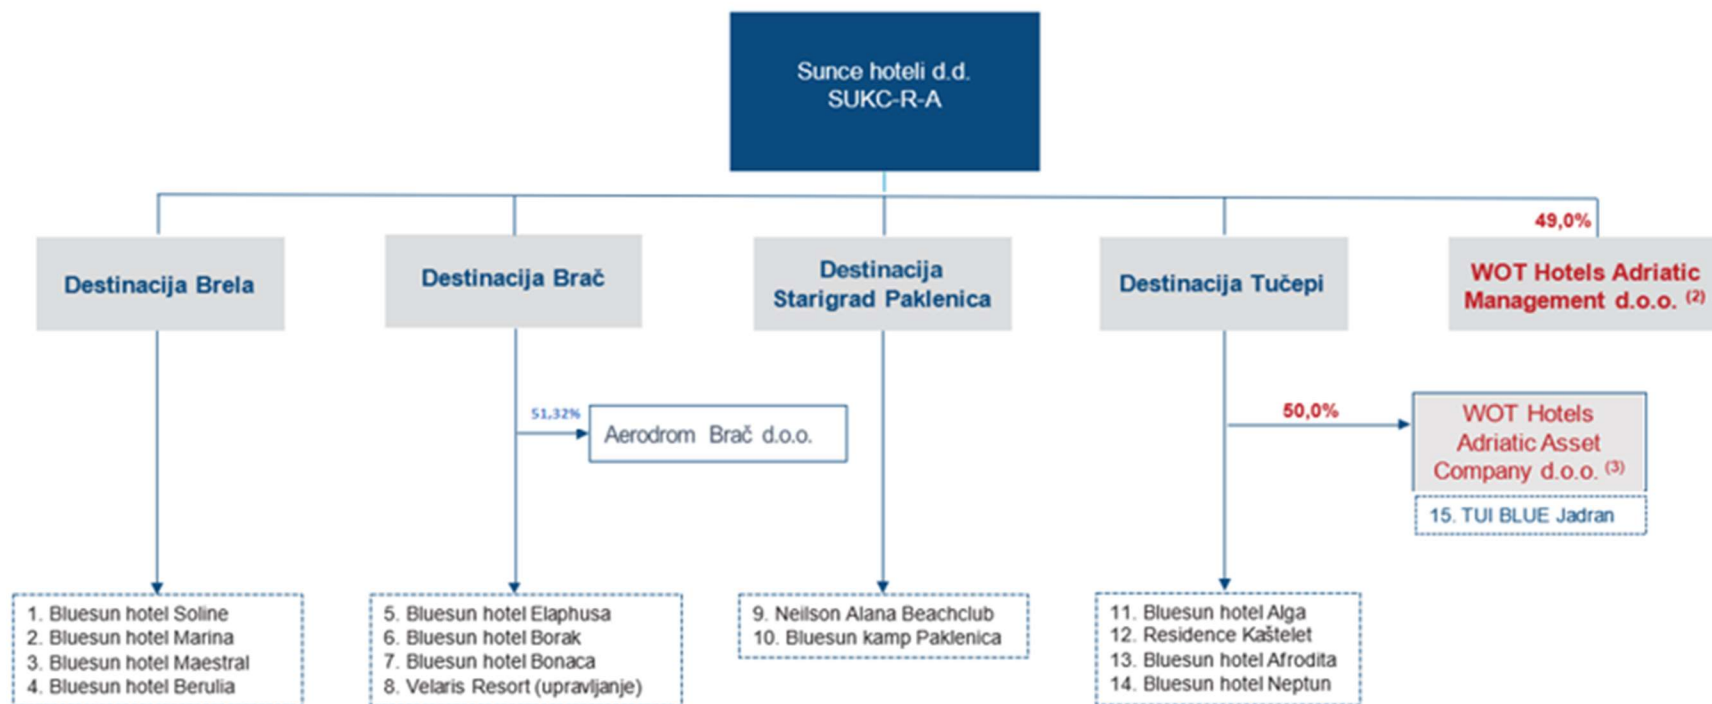 Sunce hoteli d.d.
SUKC-R-A
49,0%
Destinacija Brela
Destinacija Brač
Destinacija
Starigrad Paklenica
Destinacija Tučepi
WOT Hotels Adriatic
Management d.o.o. (2)
51,32%
Aerodrom Brač d.o.o.
50,0%
WOT Hotels
Adriatic Asset
Company d.o.o. (3)
15. TUI BLUE Jadran
1. Bluesun hotel Soline
2. Bluesun hotel Marina
3. Bluesun hotel Maestral
4. Bluesun hotel Berulia
5. Bluesun hotel Elaphusa
6. Bluesun hotel Borak
7. Bluesun hotel Bonaca
8. Velaris Resort (upravljanje)
9. Neilson Alana Beachclub
10. Bluesun kamp Paklenica
11. Bluesun hotel Alga
12. Residence Kaštelet
13. Bluesun hotel Afrodita
14. Bluesun hotel Neptun